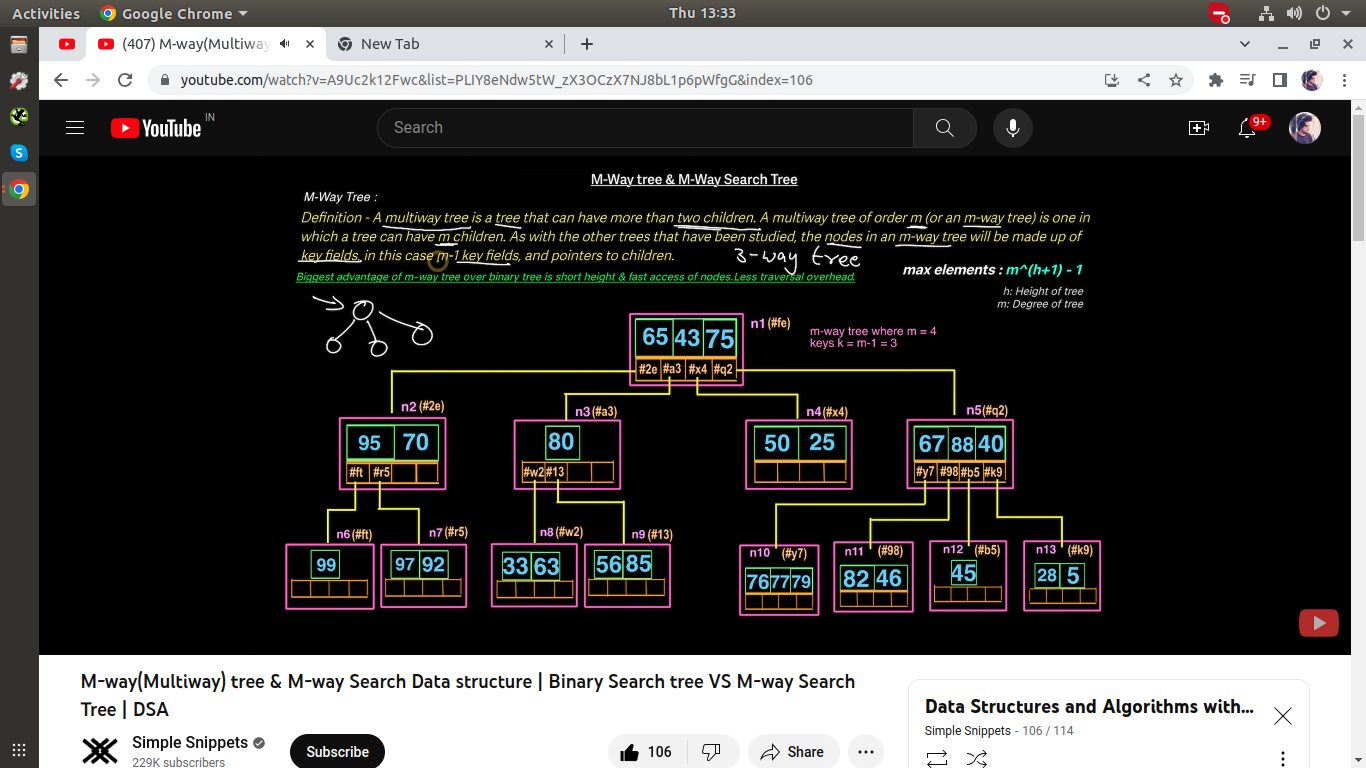 Activities
Google Chrome
Thu 13:33
(407) M-way(Multiway
New Tab
youtube.com/watch?v=A9Uc2k12Fwc&list=PLIY8eNdw5tW_zX3OCzX7NJ8bL1p6pWfgG&index=106
YouTube IN
Search
9+
M-Way tree & M-Way Search Tree
M-Way Tree :
Definition - A multiway tree is a tree that can have more than two children. A multiway tree of order m (or an m-way tree) is one in
which a tree can have m children. As with the other trees that have been studied, the nodes in an m-way tree will be made up of
key fields, in this case m-1 key fields, and pointers to children.
3-way tree
Biggest advantage of m-way tree over binary tree is short height & fast access of nodes.Less traversal overhead.
max elements : m^(h+1) - 1
h: Height of tree
m: Degree of tree
65 43 75
n1(#fe)
m-way tree where m = 4
keys k = m-1 = 3
#2e #a3 #x4 #q2
n2 (#2e)
n3 (#a3)
n4 (#x4)
n5(#q2)
95 70
80
50 25
67 88 40
#ft #r5
#w2 #13
#y7 #98 #b5 #k9
n6 (#ft)
n7 (#r5)
n8 (#w2)
n9 (#13)
n10 (#y7)
n11 (#98)
n12 (#b5)
n13 (#k9)
99
97 92
33 63
56 85
76 77 79
82 46
45
28 5
M-way(Multiway) tree & M-way Search Data structure | Binary Search tree VS M-way Search
Tree | DSA
Simple Snippets
229K subscribers
Subscribe
106
Share
Data Structures and Algorithms with...
Simple Snippets - 106 / 114